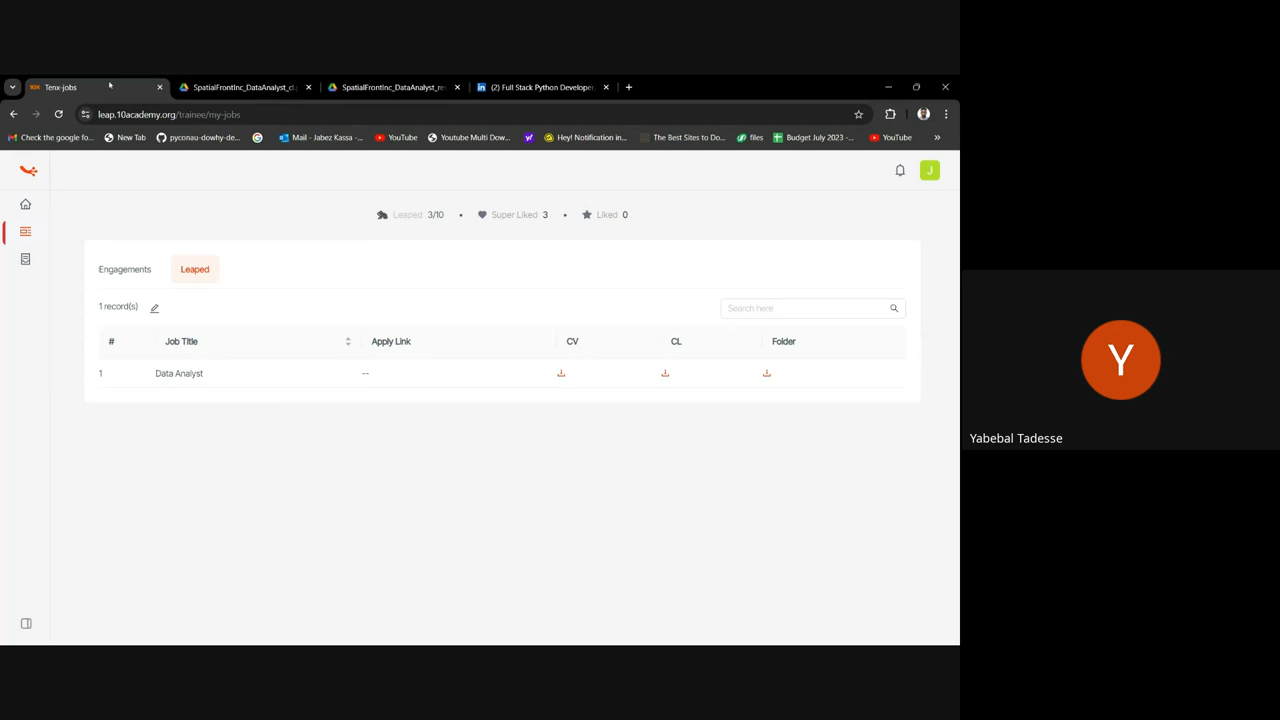 Tenx-jobs
SpatialFrontInc_DataAnalyst_cl
SpatialFrontInc_DataAnalyst_re
(2) Full Stack Python Developer
leap.10academy.org/trainee/my-jobs
Check the google fo...
New Tab
pyconau-dowhy-de...
Mail - Jabez Kassa -...
YouTube
Youtube Multi Dow...
Hey! Notification in...
The Best Sites to Do...
files
Budget July 2023 -...
YouTube
J
Leaped 3/10 • Super Liked 3 • Liked 0
Engagements Leaped
1 record(s)
Search here
# Job Title Apply Link CV CL Folder
1 Data Analyst --
Y
Yabebal Tadesse